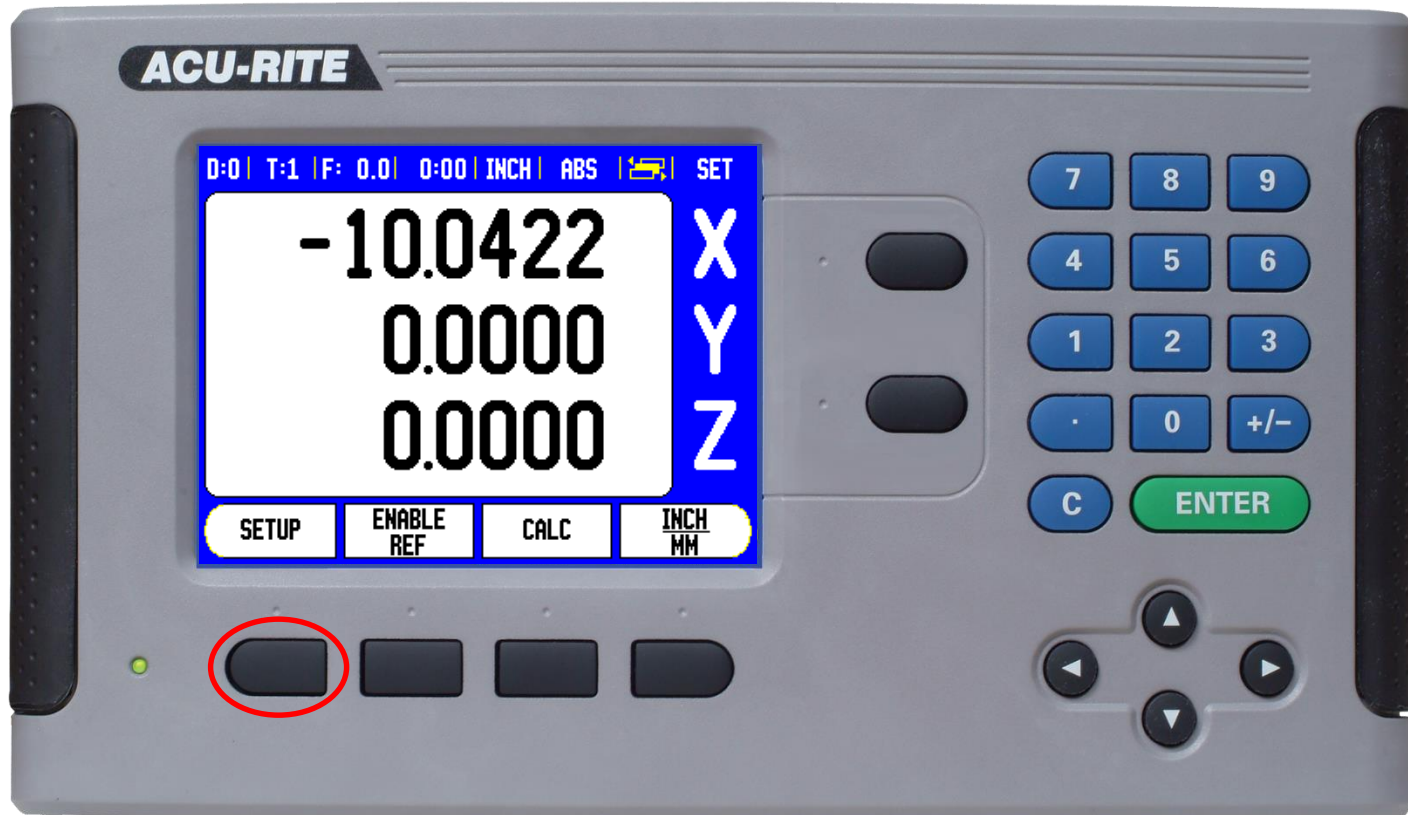 ACU-RITE
D:0| T:1 |F: 0.0| 0:00|INCH| ABS | | SET
-10.0422 X
0.0000 Y
0.0000 Z
SETUP
ENABLE
REF
CALC
INCH
MM
7 8 9
4 5 6
1 2 3
. 0 +/−
C ENTER